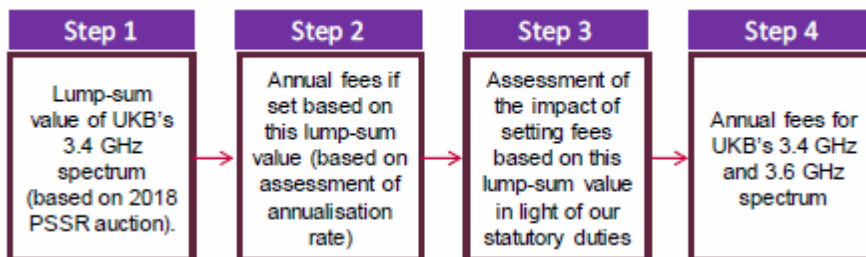 Step 1
Lump-sum
value of UKB's
3.4 GHz
spectrum
(based on 2018
PSSR auction).
Step 2
Annual fees if
set based on
this lump-sum
value (based on
assessment of
annualisation
rate)
Step 3
Assessment of
the impact of
setting fees
based on this
lump-sum value
in light of our
statutory duties
Step 4
Annual fees for
UKB's 3.4 GHz
and 3.6 GHz
spectrum